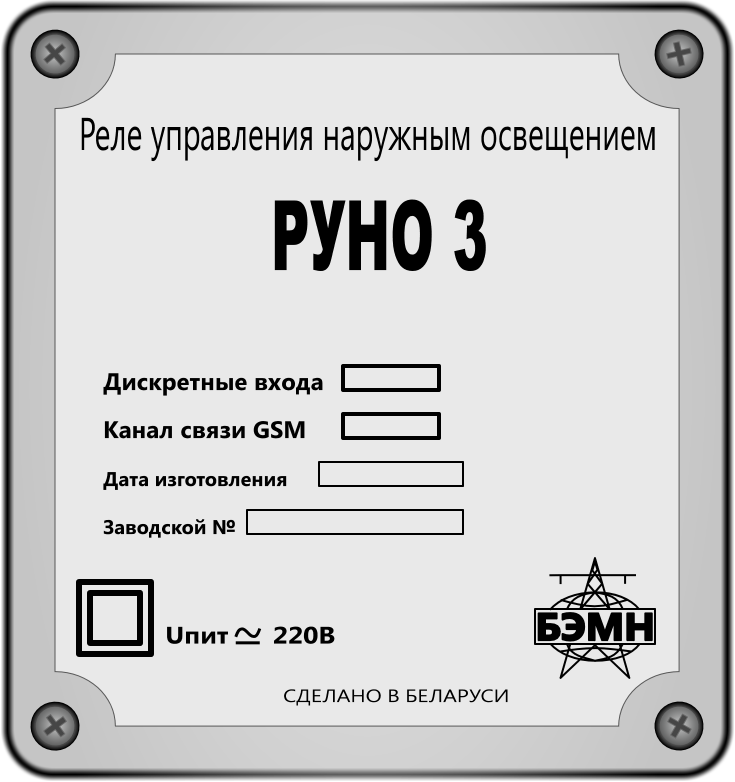 Реле управления наружным освещением
РУНО 3
Дискретные входа
Канал связи GSM
Дата изготовления
Заводской №
Uпит ≃ 220В
БЭМН
СДЕЛАНО В БЕЛАРУСИ